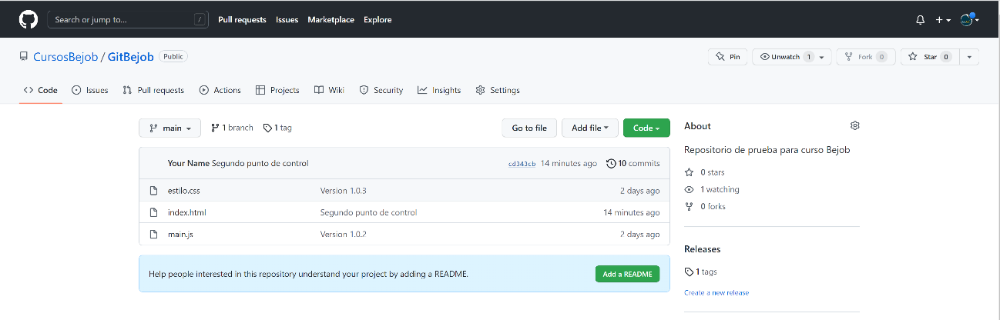 Search or jump to... / Pull requests Issues Marketplace Explore
CursosBejob / GitBejob Public Pin Unwatch 1 Fork 0 Star 0
Code Issues Pull requests Actions Projects Wiki Security Insights Settings
main 1 branch 1 tag Go to file Add file Code
Your Name Segundo punto de control cd343cb 14 minutes ago 10 commits
estilo.css Version 1.0.3 2 days ago
index.html Segundo punto de control 14 minutes ago
main.js Version 1.0.2 2 days ago
Help people interested in this repository understand your project by adding a README. Add a README
About
Repositorio de prueba para curso Bejob
0 stars
1 watching
0 forks
Releases
1 tags
Create a new release